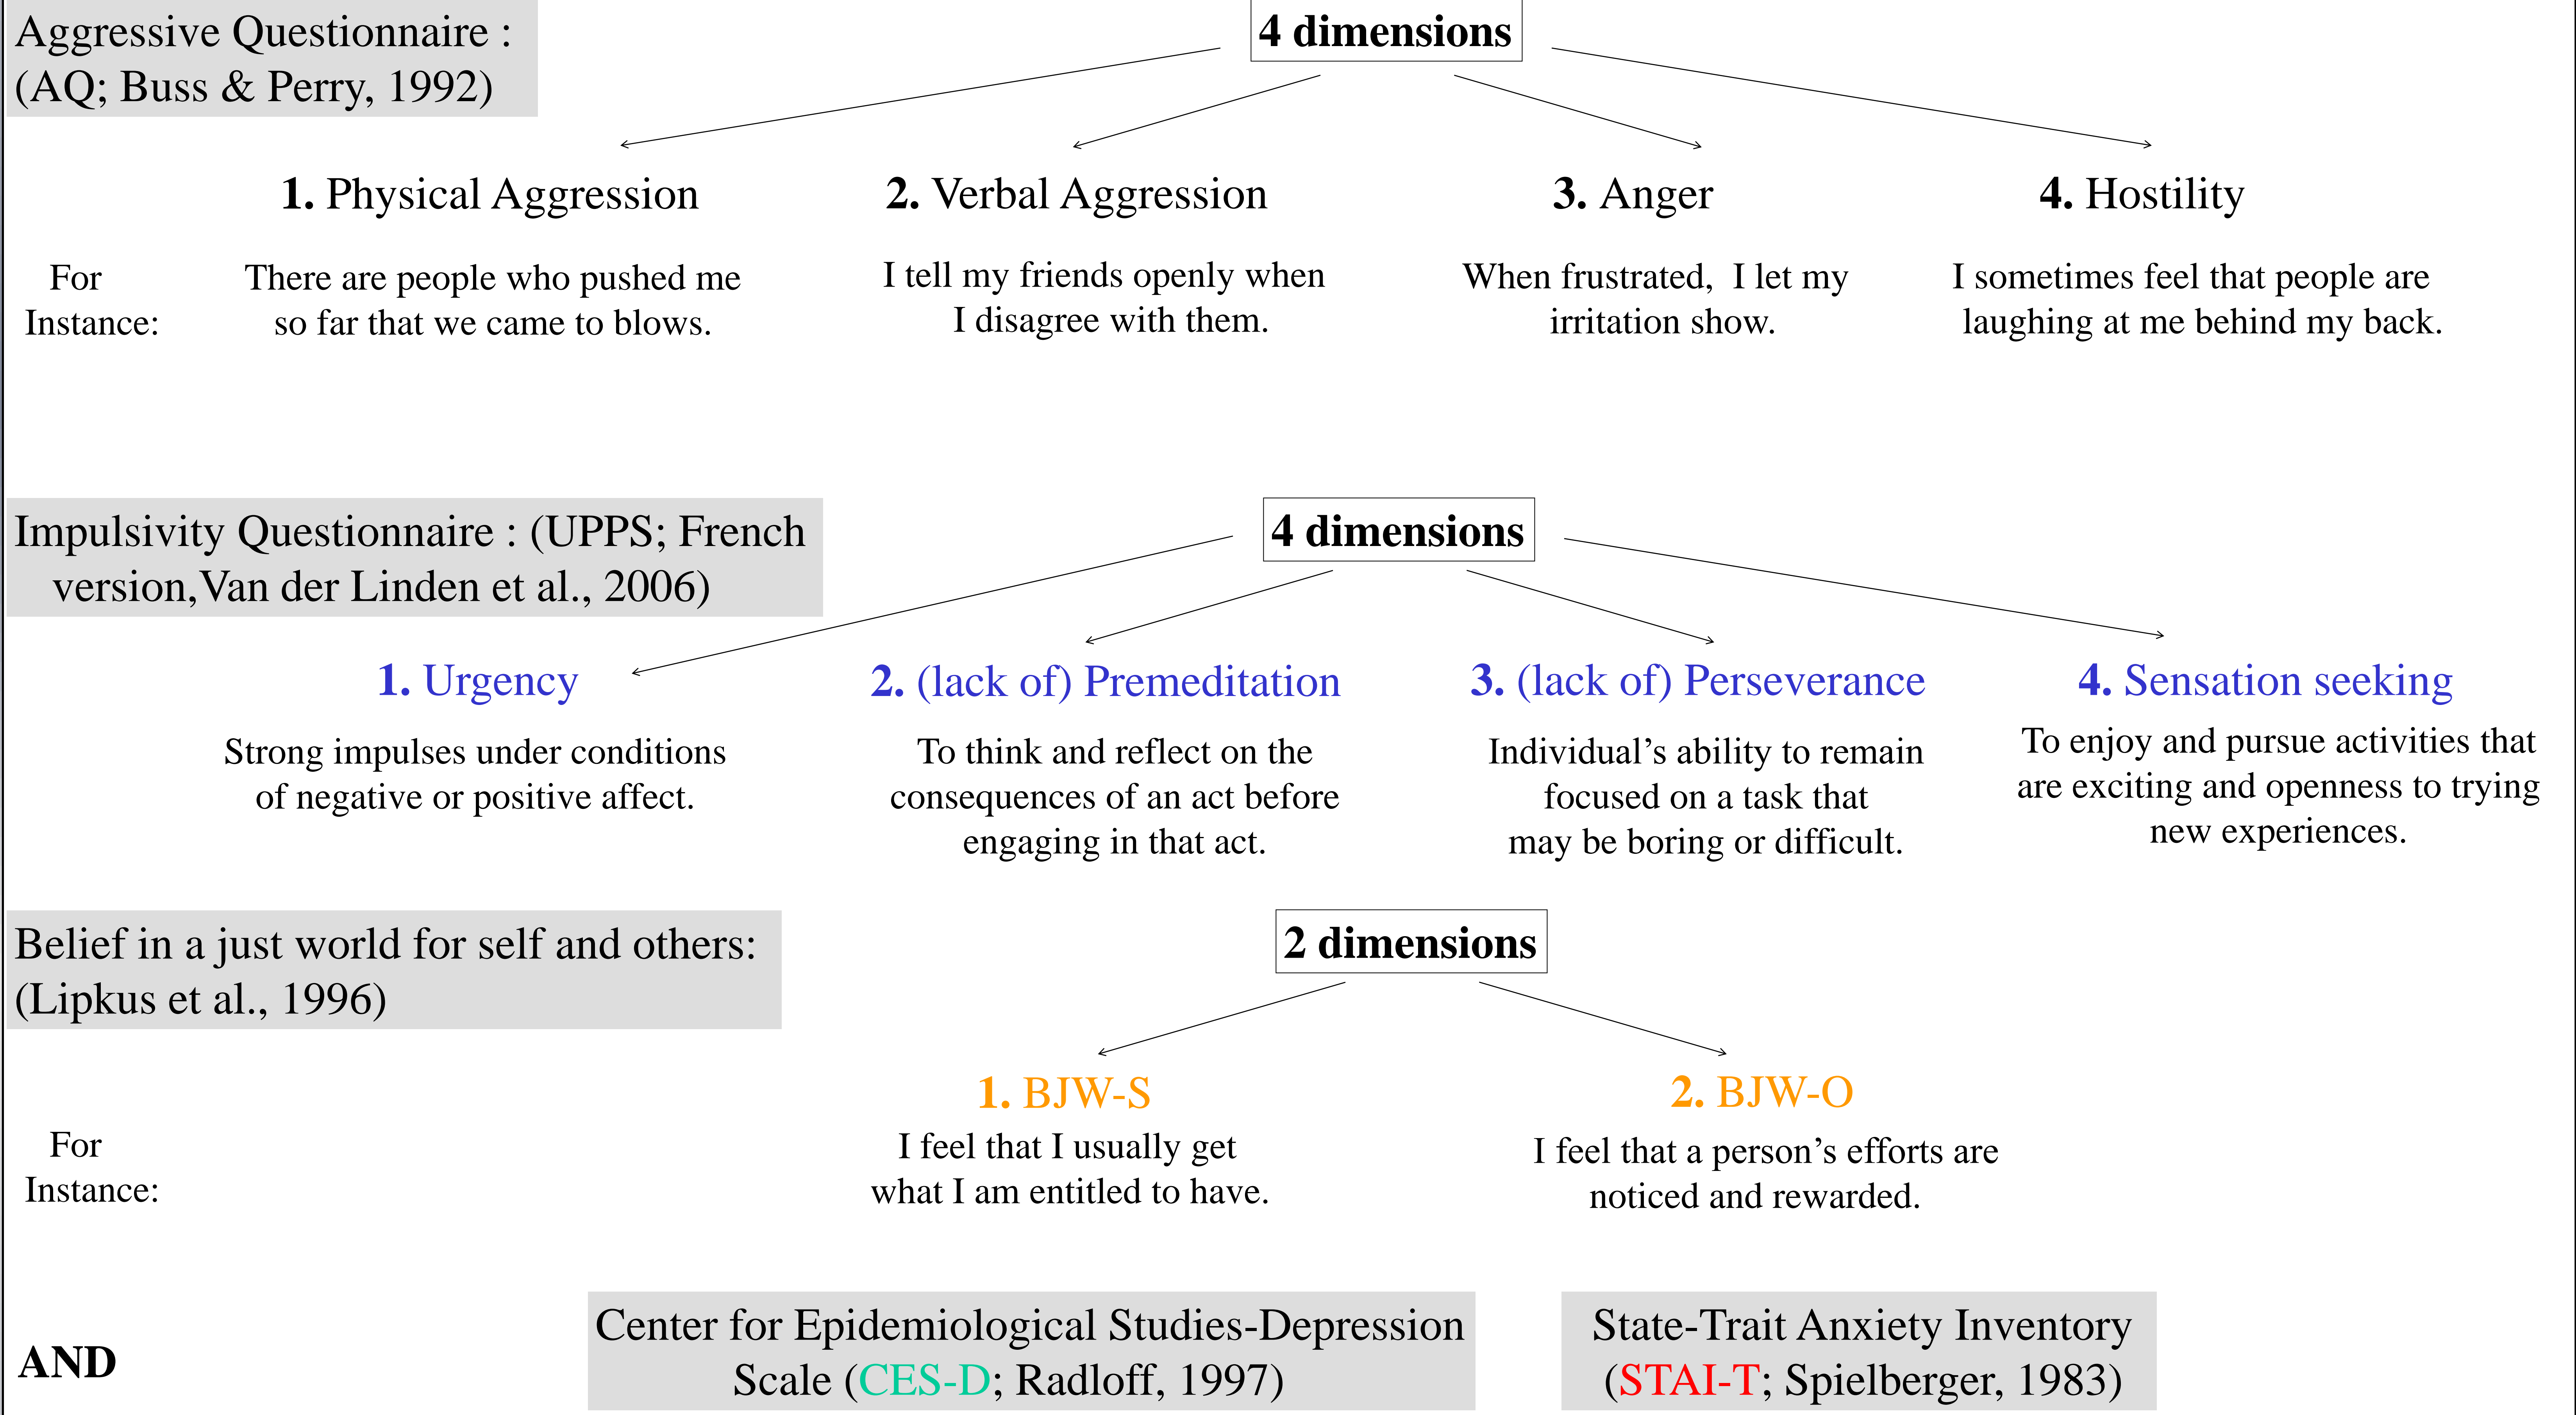 Aggressive Questionnaire :
(AQ; Buss & Perry, 1992)
4 dimensions
1. Physical Aggression
2. Verbal Aggression
3. Anger
4. Hostility
For
Instance:
There are people who pushed me
so far that we came to blows.
I tell my friends openly when
I disagree with them.
When frustrated, I let my
irritation show.
I sometimes feel that people are
laughing at me behind my back.
Impulsivity Questionnaire : (UPPS; French
version,Van der Linden et al., 2006)
4 dimensions
1. Urgency
2. (lack of) Premeditation
3. (lack of) Perseverance
4. Sensation seeking
Strong impulses under conditions
of negative or positive affect.
To think and reflect on the
consequences of an act before
engaging in that act.
Individual’s ability to remain
focused on a task that
may be boring or difficult.
To enjoy and pursue activities that
are exciting and openness to trying
new experiences.
Belief in a just world for self and others:
(Lipkus et al., 1996)
2 dimensions
1. BJW-S
2. BJW-O
For
Instance:
I feel that I usually get
what I am entitled to have.
I feel that a person’s efforts are
noticed and rewarded.
AND
Center for Epidemiological Studies-Depression
Scale (CES-D; Radloff, 1997)
State-Trait Anxiety Inventory
(STAI-T; Spielberger, 1983)